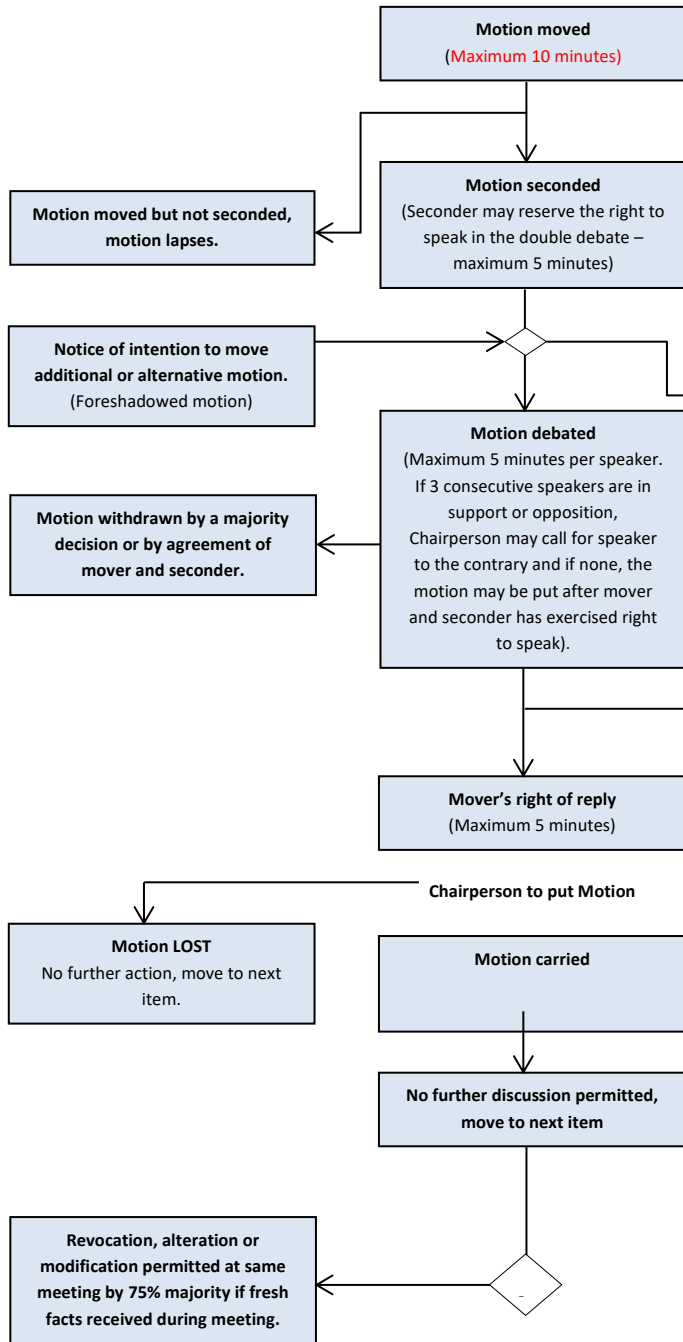 Motion moved
(Maximum 10 minutes)
Motion seconded
(Seconder may reserve the right to
speak in the double debate –
maximum 5 minutes)
Motion moved but not seconded,
motion lapses.
Notice of intention to move
additional or alternative motion.
(Foreshadowed motion)
Motion debated
(Maximum 5 minutes per speaker.
If 3 consecutive speakers are in
support or opposition,
Chairperson may call for speaker
to the contrary and if none, the
motion may be put after mover
and seconder has exercised right
to speak).
Motion withdrawn by a majority
decision or by agreement of
mover and seconder.
Mover’s right of reply
(Maximum 5 minutes)
Chairperson to put Motion
Motion LOST
No further action, move to next
item.
Motion carried
No further discussion permitted,
move to next item
Revocation, alteration or
modification permitted at same
meeting by 75% majority if fresh
facts received during meeting.